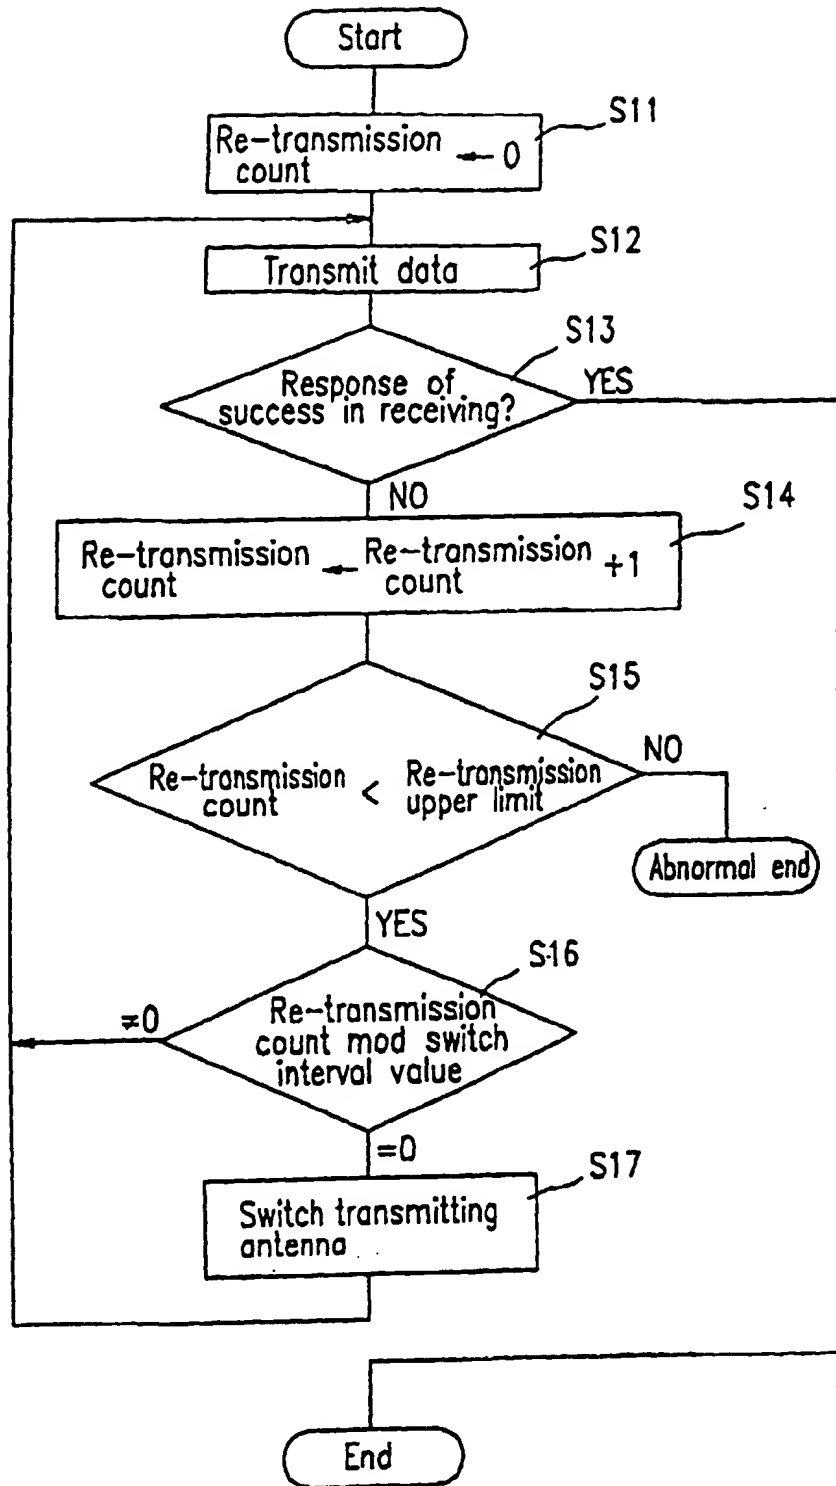 Start
S11
Re-transmission
count ← 0
S12
Transmit data
S13
Response of
success in receiving?
YES
NO
S14
Re-transmission
count ← Re-transmission
count +1
S15
Re-transmission
count < Re-transmission
upper limit
NO
Abnormal end
YES
S16
Re-transmission
count mod switch
interval value
≠0
=0
S17
Switch transmitting
antenna
End